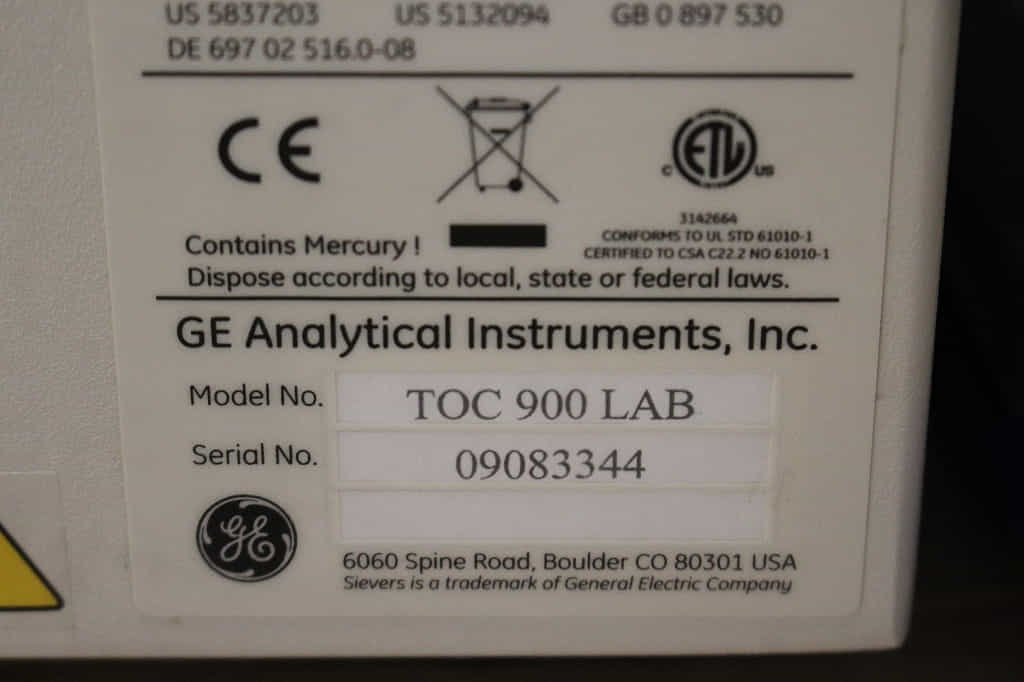 US 5837203 US 5132094 GB 0 897 530
DE 697 02 516.0-08
CE
ETL
C US
3142664
CONFORMS TO UL STD 61010-1
CERTIFIED TO CSA C22.2 NO 61010-1
Contains Mercury !
Dispose according to local, state or federal laws.
GE Analytical Instruments, Inc.
Model No. TOC 900 LAB
Serial No. 09083344
GE
6060 Spine Road, Boulder CO 80301 USA
Sievers is a trademark of General Electric Company